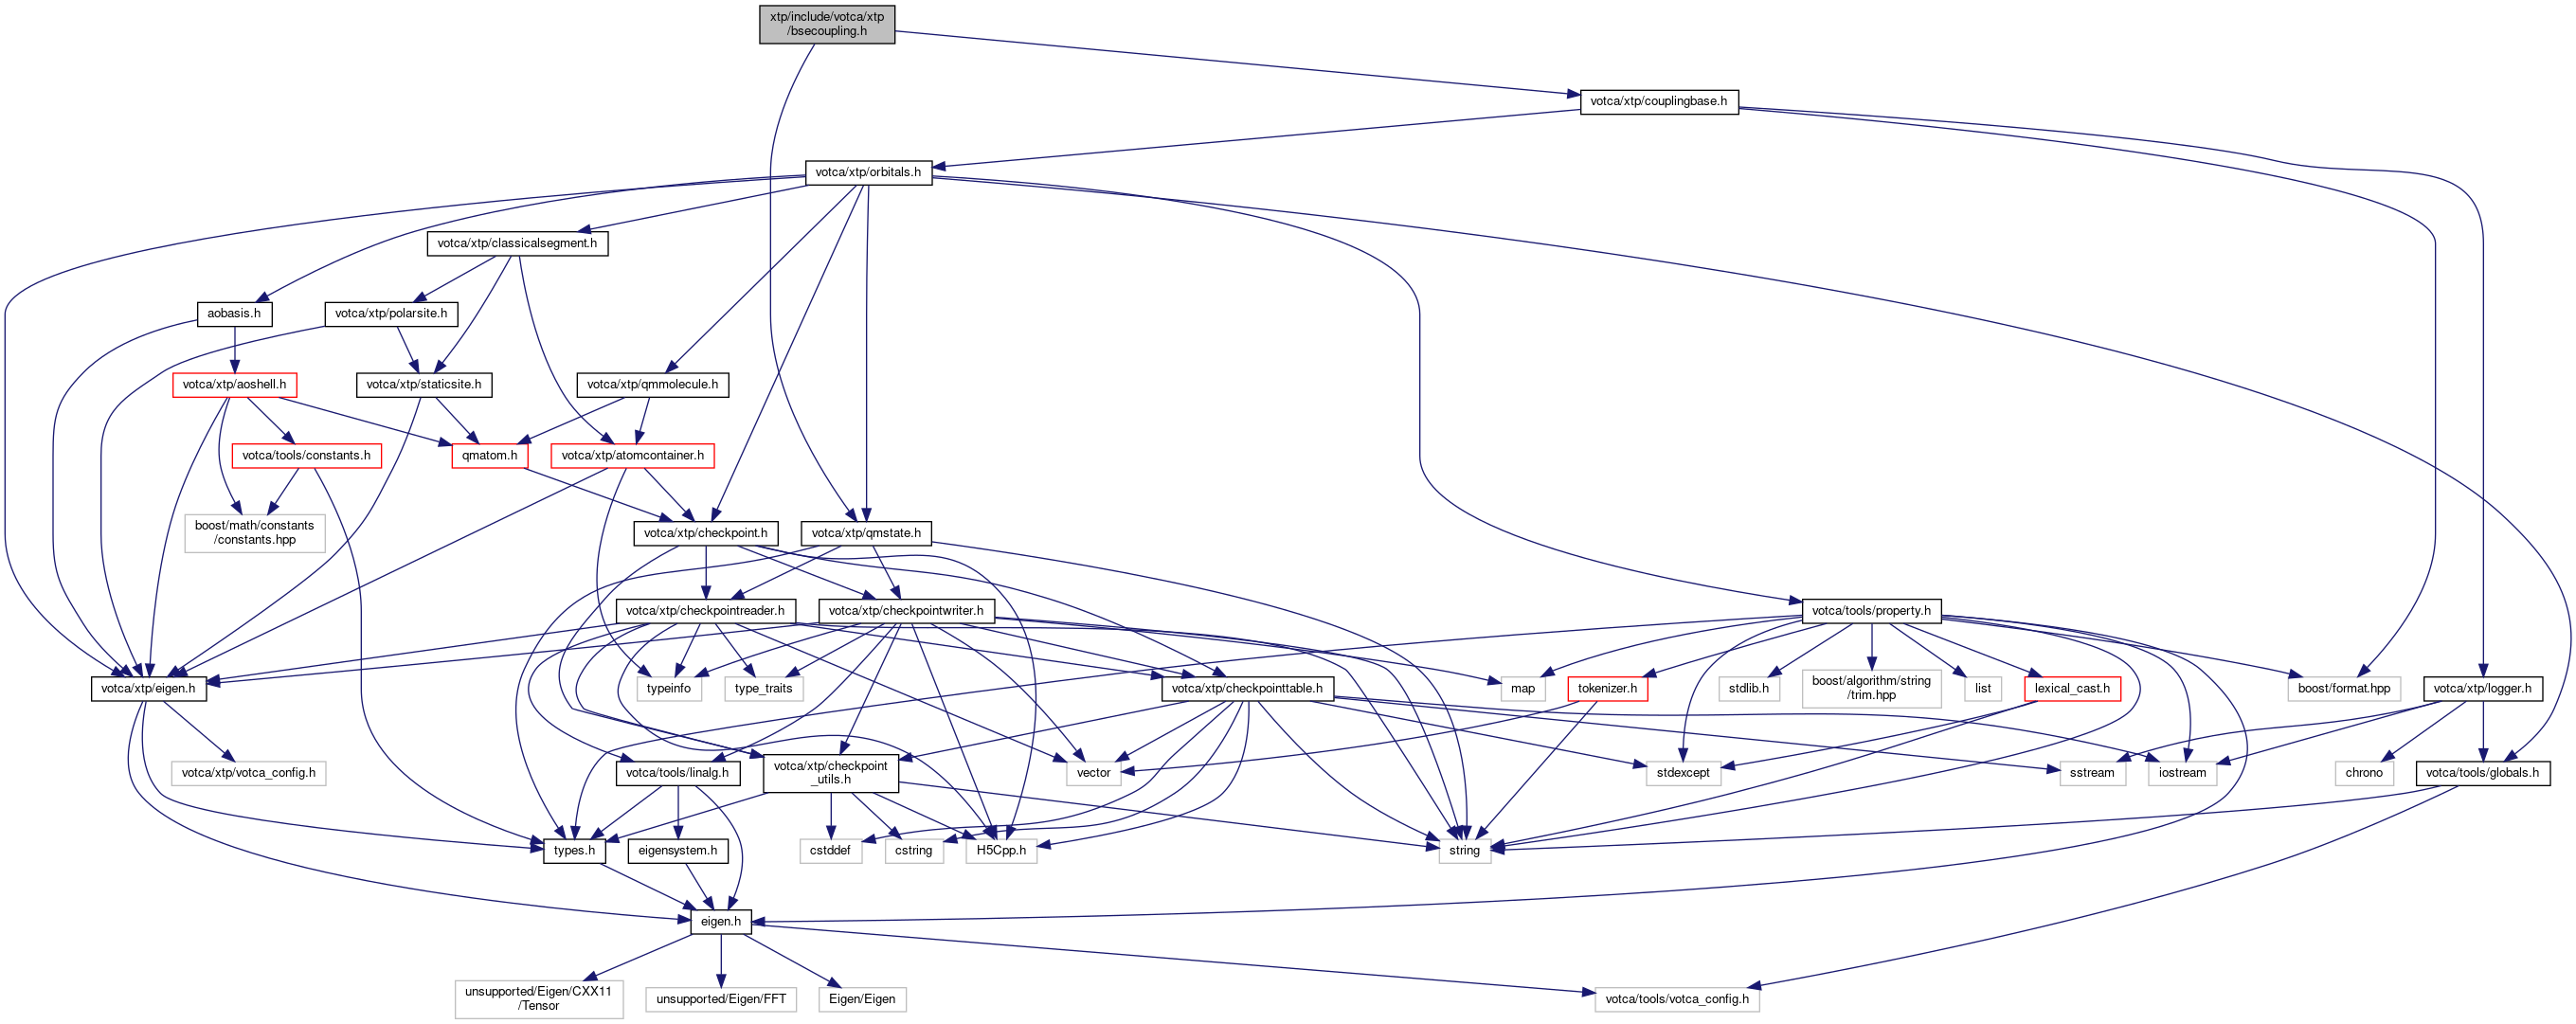 xtp/include/votca/xtp
/bsecoupling.h
votca/xtp/couplingbase.h
votca/xtp/orbitals.h
votca/xtp/classicalsegment.h
aobasis.h
votca/xtp/polarsite.h
votca/xtp/aoshell.h
votca/xtp/staticsite.h
votca/xtp/qmmolecule.h
votca/tools/constants.h
qmatom.h
votca/xtp/atomcontainer.h
boost/math/constants
/constants.hpp
votca/xtp/checkpoint.h
votca/xtp/qmstate.h
votca/xtp/checkpointreader.h
votca/xtp/checkpointwriter.h
votca/tools/property.h
votca/xtp/eigen.h
typeinfo
type_traits
votca/xtp/checkpointtable.h
map
tokenizer.h
stdlib.h
boost/algorithm/string
/trim.hpp
list
lexical_cast.h
boost/format.hpp
votca/xtp/logger.h
votca/xtp/votca_config.h
votca/tools/linalg.h
votca/xtp/checkpoint
_utils.h
vector
stdexcept
sstream
iostream
chrono
votca/tools/globals.h
types.h
eigensystem.h
cstddef
cstring
H5Cpp.h
string
eigen.h
unsupported/Eigen/CXX11
/Tensor
unsupported/Eigen/FFT
Eigen/Eigen
votca/tools/votca_config.h